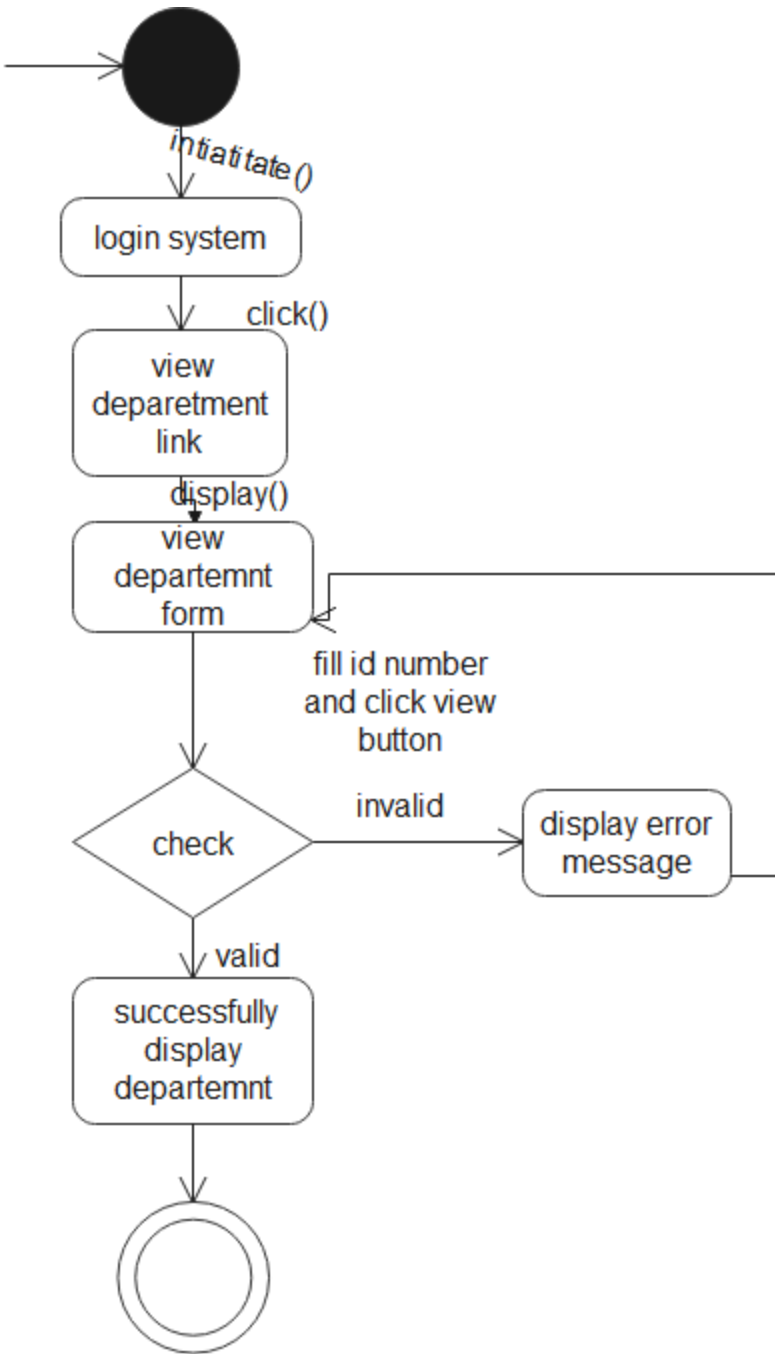 intiatitate()
login system
click()
view
deparetment
link
display()
view
departemnt
form
fill id number
and click view
button
invalid
check
display error
message
valid
successfully
display
departemnt